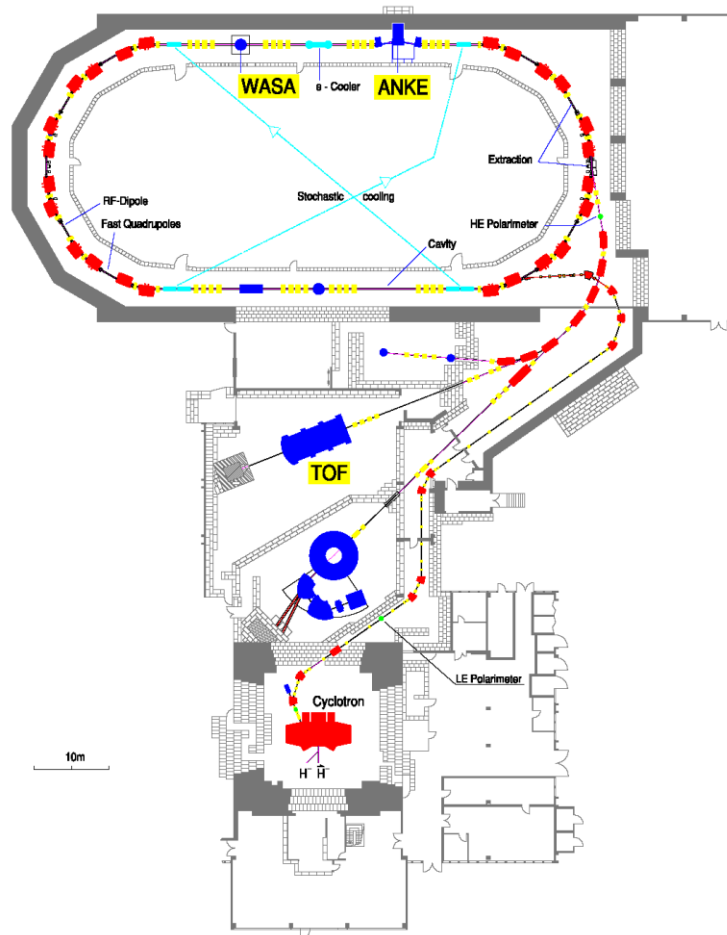 WASA
e - Cooler
ANKE
Extraction
RF-Dipole
Fast Quadrupoles
Stochastic cooling
HE Polarimeter
Cavity
TOF
LE Polarimeter
Cyclotron
10m
H⁻ H⃗⁻